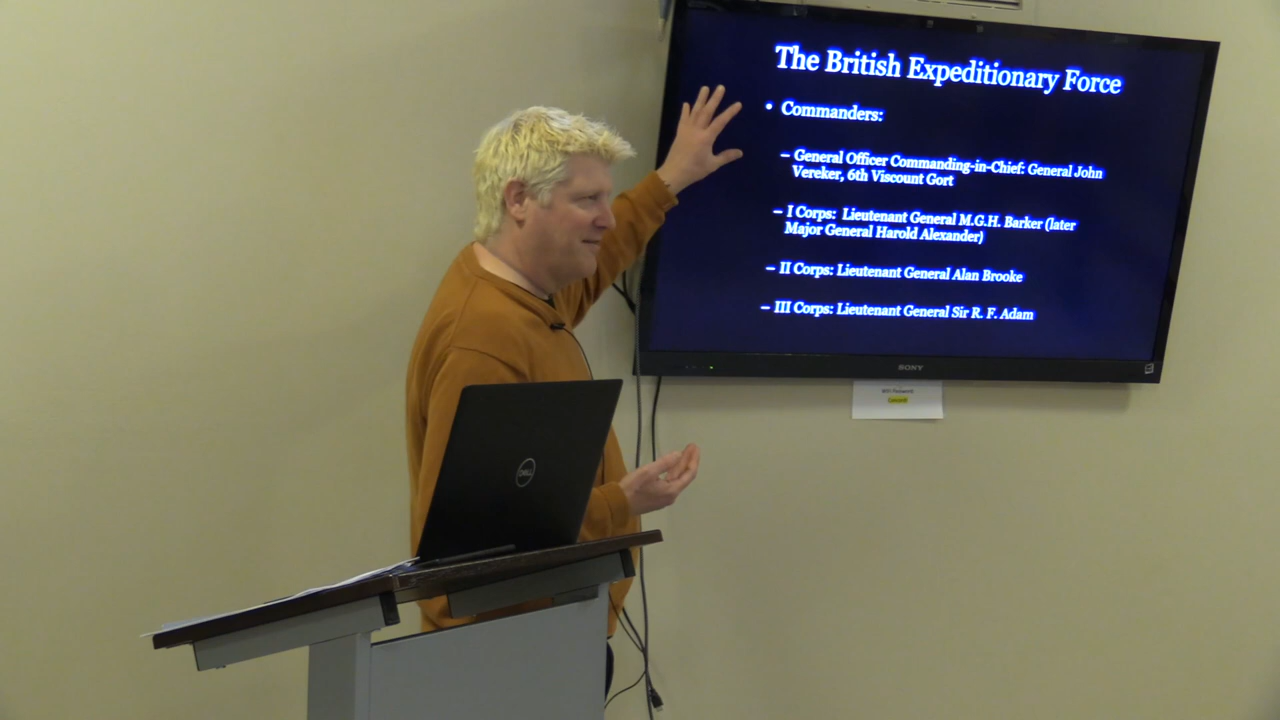 The British Expeditionary Force
• Commanders:
– General Officer Commanding-in-Chief: General John
Vereker, 6th Viscount Gort
– I Corps: Lieutenant General M.G.H. Barker (later
Major General Harold Alexander)
– II Corps: Lieutenant General Alan Brooke
– III Corps: Lieutenant General Sir R. F. Adam
SONY
DELL